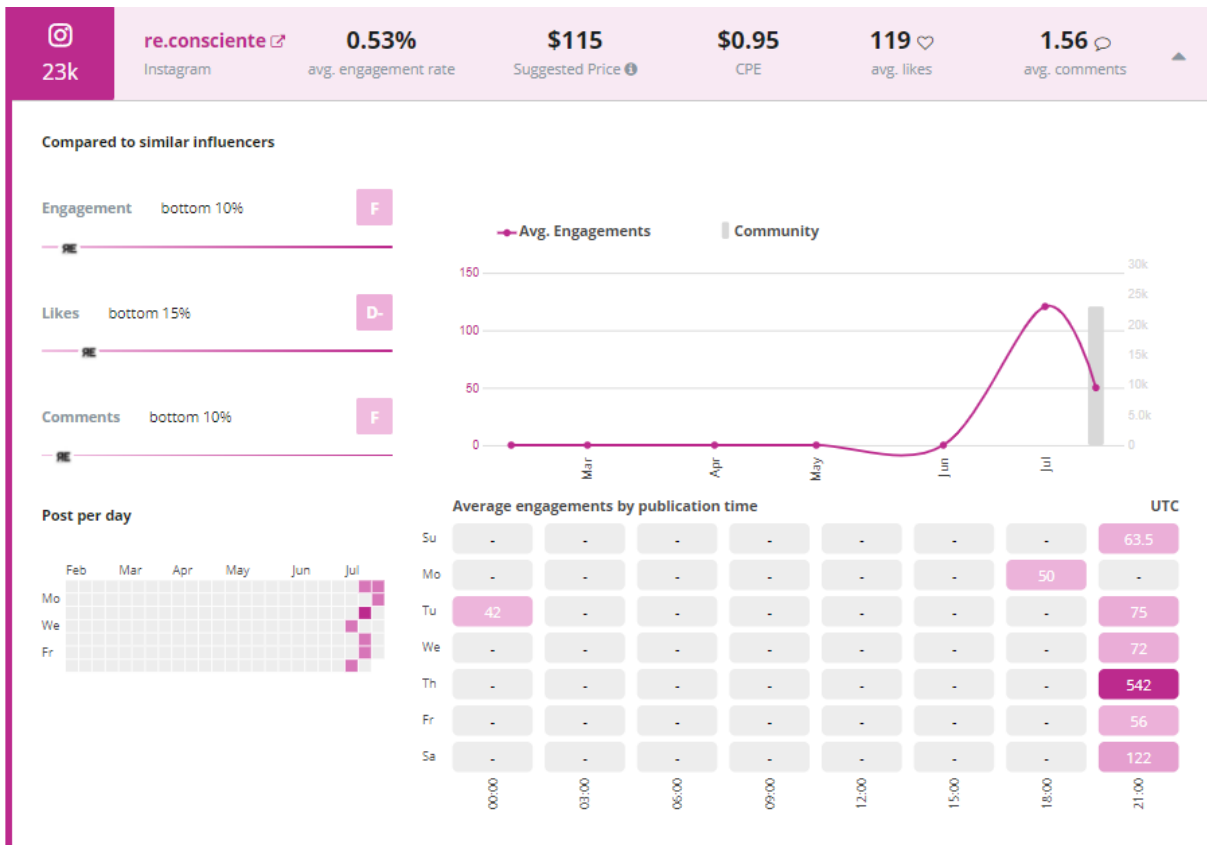 23k
re.consciente
Instagram
0.53%
avg. engagement rate
$115
Suggested Price
$0.95
CPE
119
avg. likes
1.56
avg. comments
Compared to similar influencers
Engagement bottom 10% F
RE
Likes bottom 15% D-
RE
Comments bottom 10% F
RE
Avg. Engagements Community
150 30k
25k
100 20k
15k
50 10k
5.0k
0 0
Mar Apr May Jun Jul
Post per day
Feb Mar Apr May Jun Jul
Mo
We
Fr
Average engagements by publication time UTC
Su - - - - - - - 63.5
Mo - - - - - - 50 -
Tu 42 - - - - - - 75
We - - - - - - - 72
Th - - - - - - - 542
Fr - - - - - - - 56
Sa - - - - - - - 122
00:00 03:00 06:00 09:00 12:00 15:00 18:00 21:00